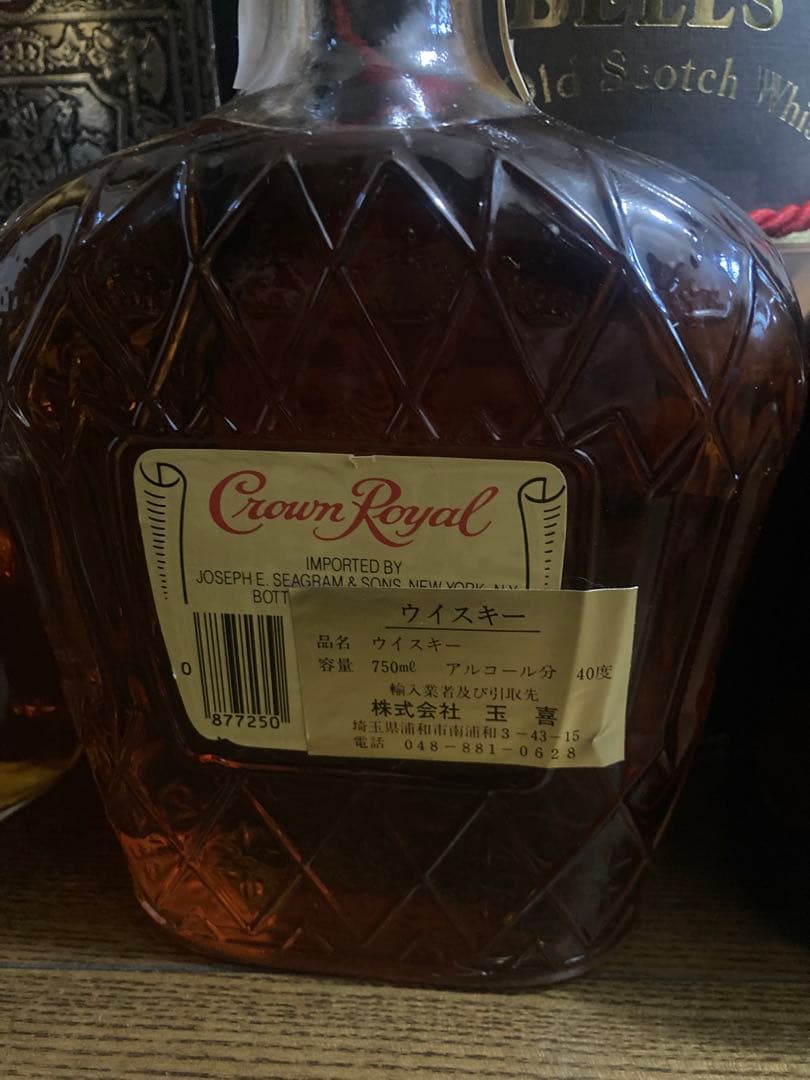 BELLS
old Scotch Whis
Crown Royal
IMPORTED BY
JOSEPH E. SEAGRAM & SONS, NEW YORK, N.Y.
BOTT
0
877250
ウイスキー
品名 ウイスキー
容量 750mℓ アルコール分 40度
輸入業者及び引取先
株式会社 玉喜
埼玉県浦和市南浦和3-43-15
電話 048-881-0628